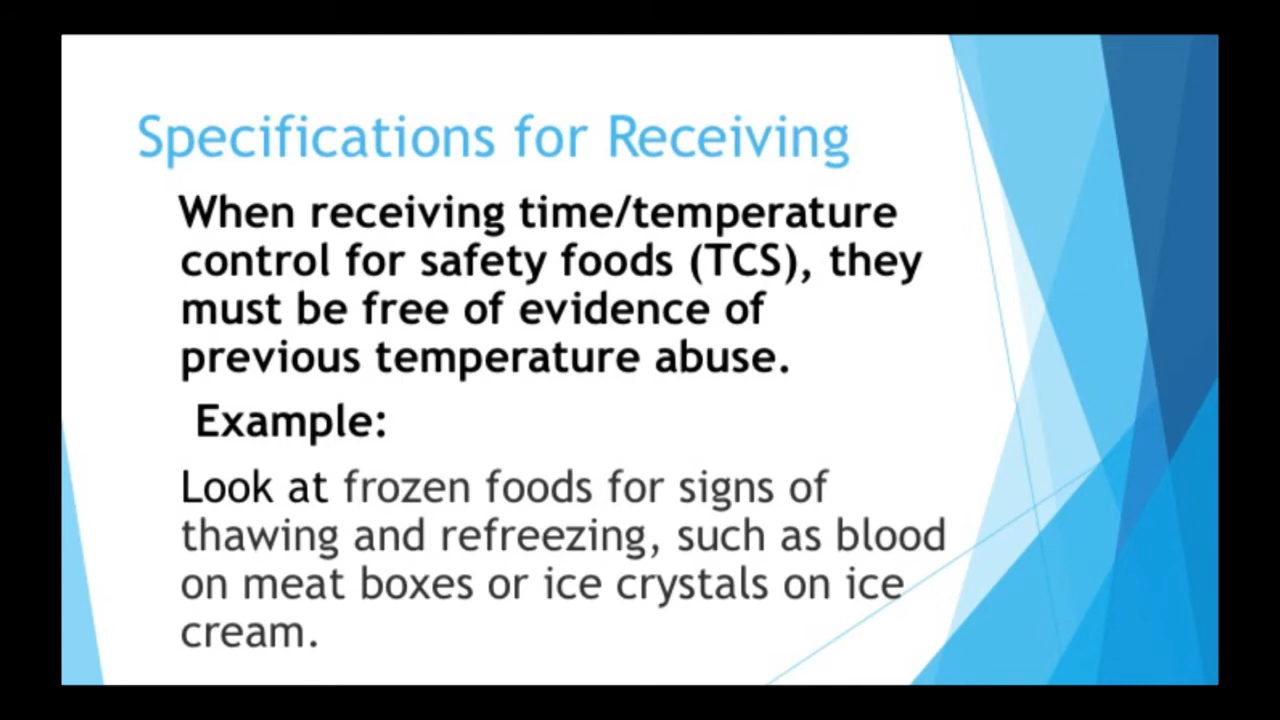 Specifications for Receiving
When receiving time/temperature
control for safety foods (TCS), they
must be free of evidence of
previous temperature abuse.
Example:
Look at frozen foods for signs of
thawing and refreezing, such as blood
on meat boxes or ice crystals on ice
cream.